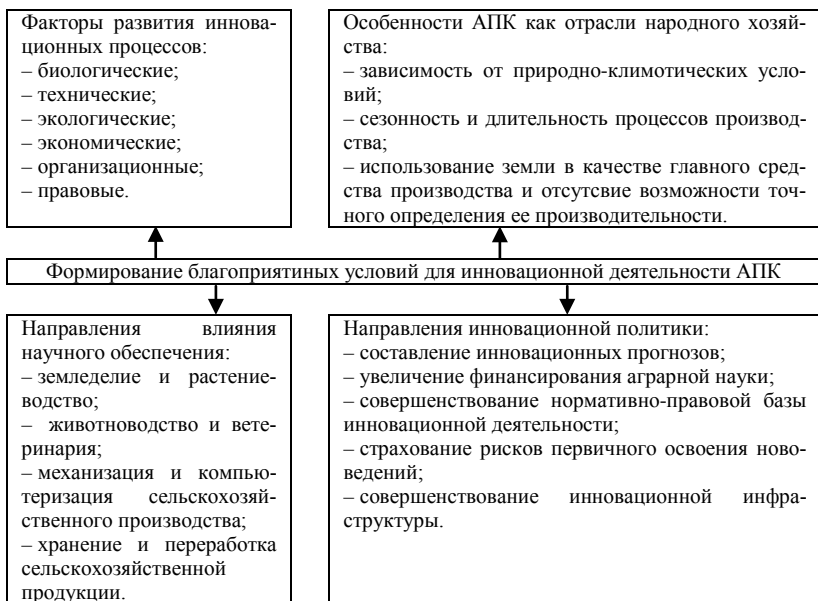 Факторы развития иннова-
ционных процессов:
– биологические;
– технические;
– экологические;
– экономические;
– организационные;
– правовые.
Особенности АПК как отрасли народного хозяй-
ства:
– зависимость от природно-климотических усло-
вий;
– сезонность и длительность процессов производ-
ства;
– использование земли в качестве главного сред-
ства производства и отсутсвие возможности точ-
ного определения ее производительности.
Формирование благоприятиных условий для инновационной деятельности АПК
Направления влияния
научного обеспечения:
– земледелие и растение-
водство;
– животноводство и вете-
ринария;
– механизация и компью-
теризация сельскохозяй-
ственного производства;
– хранение и переработка
сельскохозяйственной
продукции.
Направления инновационной политики:
– составление инновационных прогнозов;
– увеличение финансирования аграрной науки;
– совершенствование нормативно-правовой базы
инновационной деятельности;
– страхование рисков первичного освоения ново-
ведений;
– совершенствование инновационной инфра-
структуры.